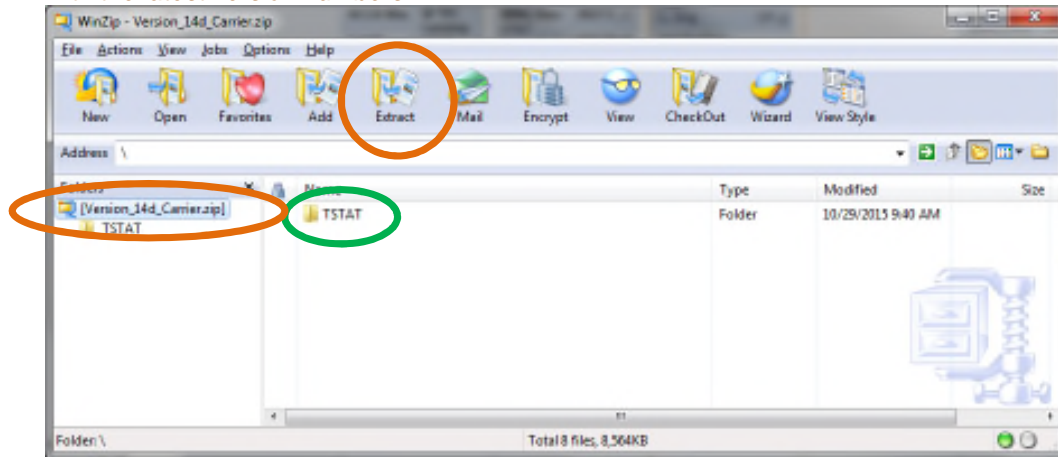 WinZip - Version_14d_Carrier.zip
File Actions View Jobs Options Help
New Open Favorites Add Extract Mail Encrypt View CheckOut Wizard View Style
Address \
Folders Name Type Modified Size
[Version_14d_Carrier.zip] TSTAT Folder 10/29/2015 9:40 AM
TSTAT
Folder: \ Total 8 files, 8,564KB